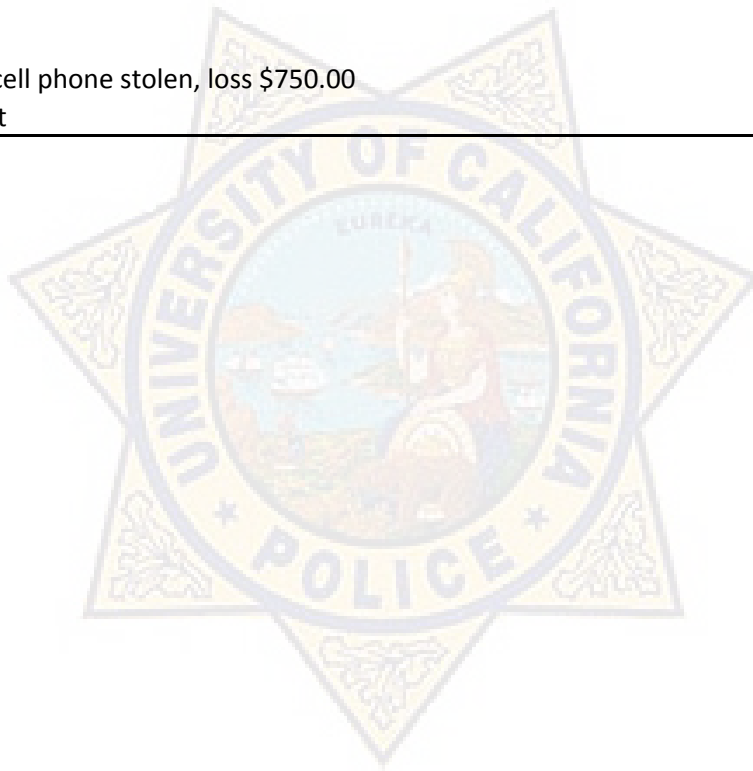 cell phone stolen, loss $750.00
t
UNIVERSITY OF CALIFORNIA
EUREKA
POLICE